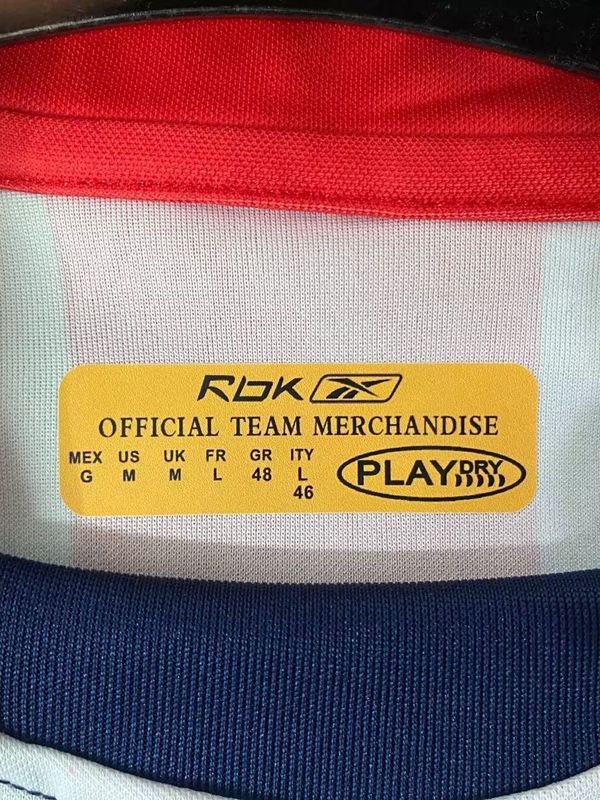 RBK
OFFICIAL TEAM MERCHANDISE
MEX US UK FR GR ITY
G M M L 48 L
46
PLAYDRY